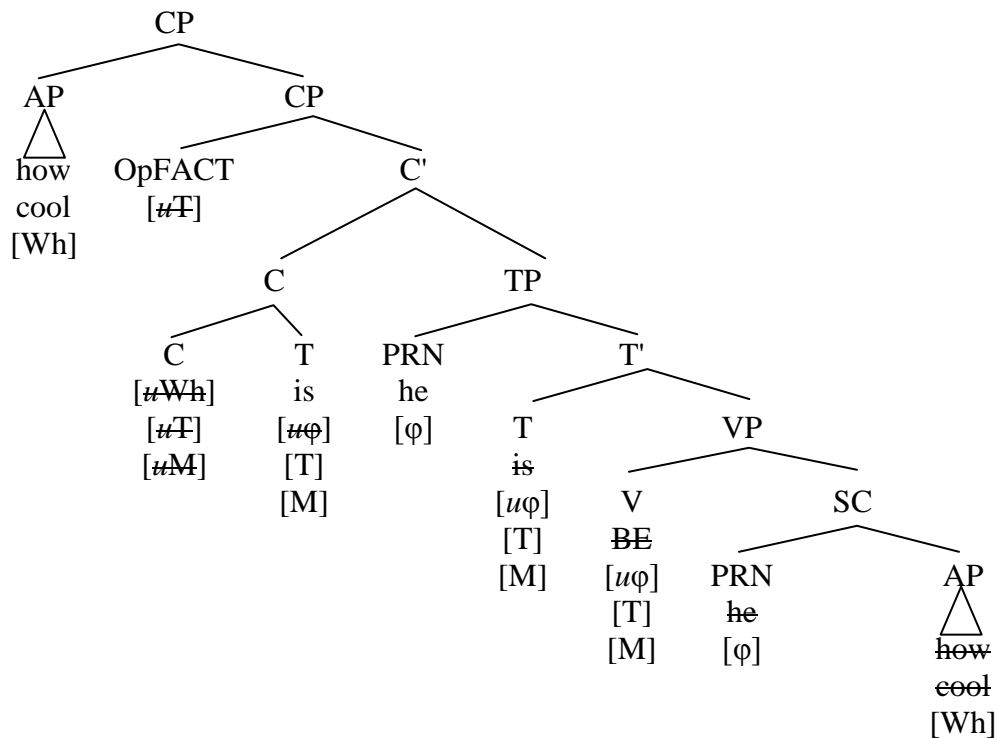 CP
AP CP
how OpFACT C'
cool [uT]
[Wh]
C TP
C T PRN T'
[uWh] is he
[uT] [uφ] [φ] T VP
[uM] [T] is
[M] [uφ] V SC
[T] BE
[M] [uφ] PRN AP
[T] he
[M] [φ] how
cool
[Wh]